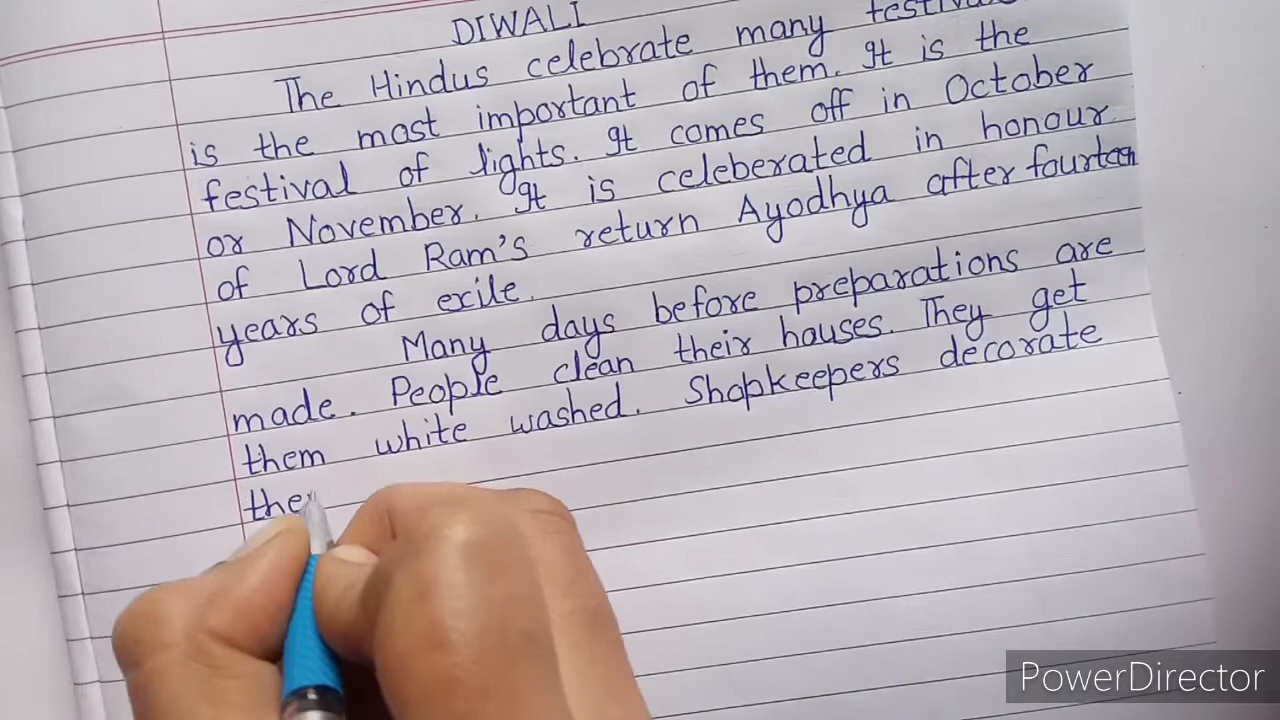 DIWALI
The Hindus celebrate many
is the most important of them. It is the
festival of lights. It comes off in October
or November. It is celeberated in honour
of Lord Ram's return Ayodhya after fourteen
years of exile.
Many days before preparations are
made. People clean their houses. They get
them white washed. Shopkeepers decorate
the
PowerDirector